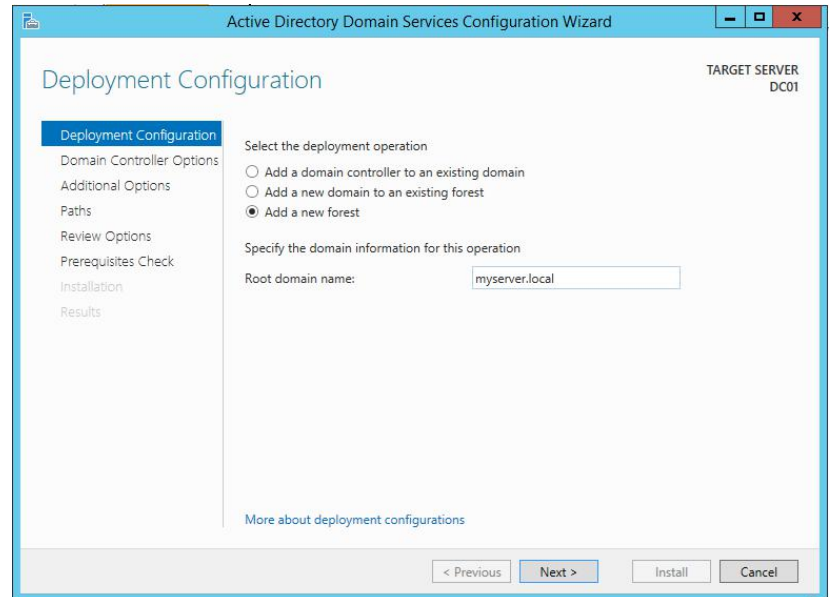 Active Directory Domain Services Configuration Wizard
Deployment Configuration
TARGET SERVER
DC01
Deployment Configuration
Domain Controller Options
Additional Options
Paths
Review Options
Prerequisites Check
Installation
Results
Select the deployment operation
Add a domain controller to an existing domain
Add a new domain to an existing forest
Add a new forest
Specify the domain information for this operation
Root domain name: myserver.local
More about deployment configurations
< Previous Next > Install Cancel